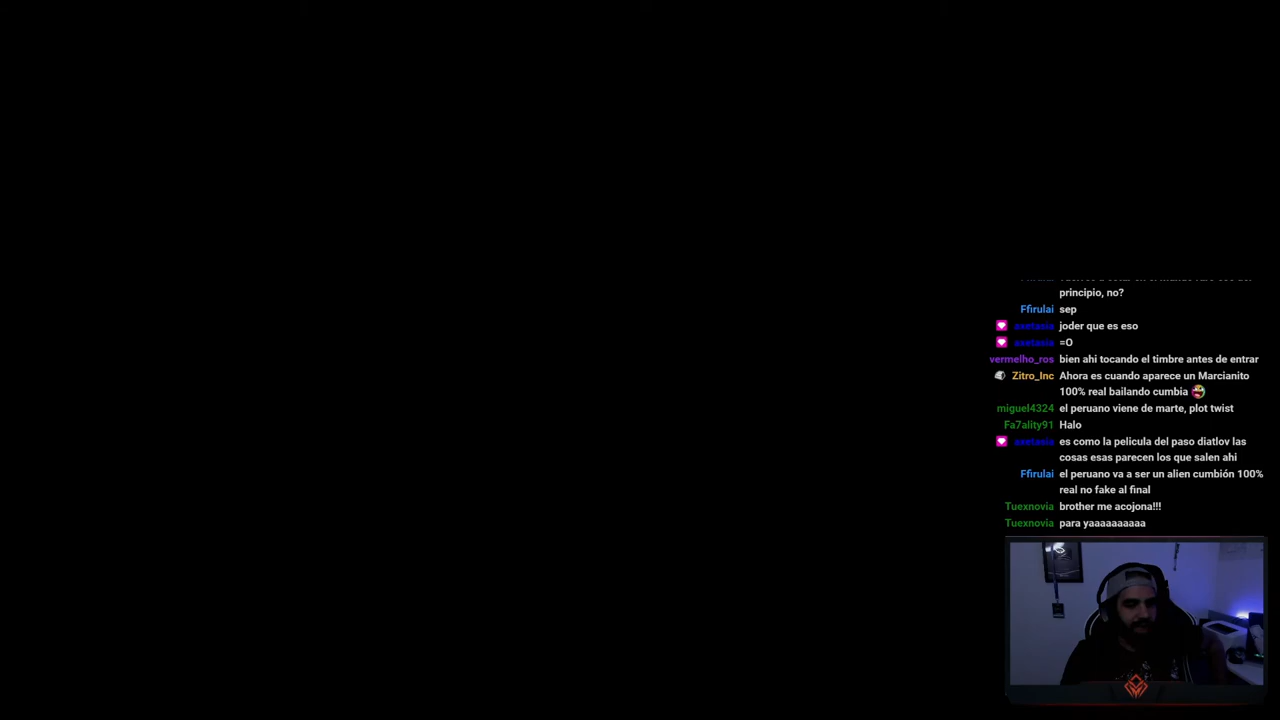 principio, no?
Ffirulai sep
axetasia joder que es eso
axetasia =O
vermelho_ros bien ahi tocando el timbre antes de entrar
Zitro_Inc Ahora es cuando aparece un Marcianito
100% real bailando cumbia
miguel4324 el peruano viene de marte, plot twist
Fa7ality91 Halo
axetasia es como la pelicula del paso diatlov las
cosas esas parecen los que salen ahi
Ffirulai el peruano va a ser un alien cumbión 100%
real no fake al final
Tuexnovia brother me acojona!!!
Tuexnovia para yaaaaaaaaaa